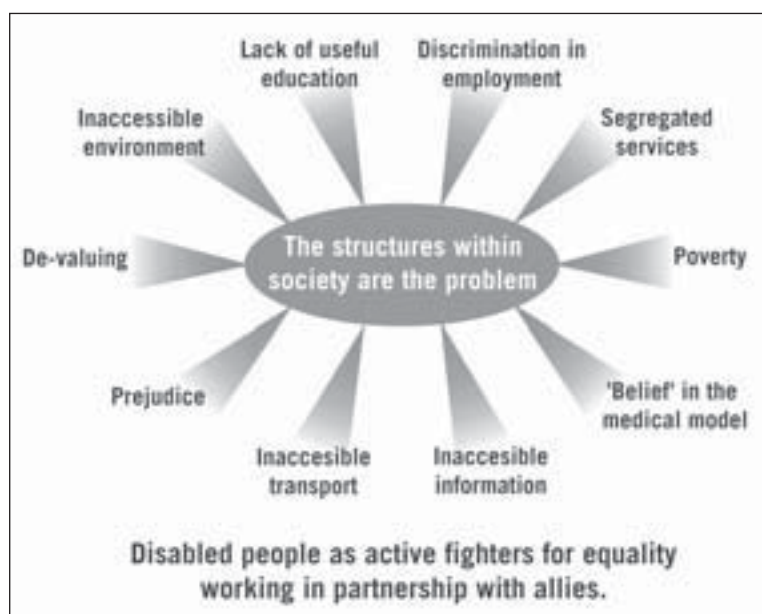 Lack of useful
education
Discrimination in
employment
Inaccessible
environment
Segregated
services
De-valuing
The structures within
society are the problem
Poverty
Prejudice
'Belief' in the
medical model
Inaccesible
transport
Inaccesible
information
Disabled people as active fighters for equality
working in partnership with allies.